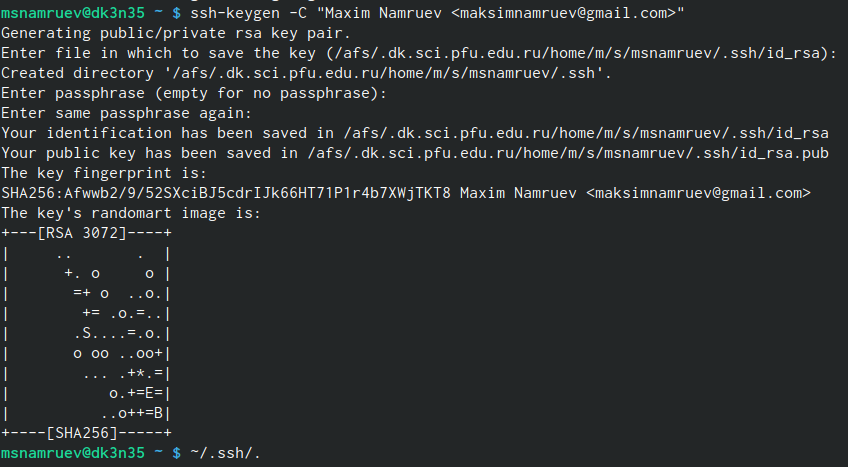 msnamruev@dk3n35 ~ $ ssh-keygen -C "Maxim Namruev <maksimnamruev@gmail.com>"
Generating public/private rsa key pair.
Enter file in which to save the key (/afs/.dk.sci.pfu.edu.ru/home/m/s/msnamruev/.ssh/id_rsa):
Created directory '/afs/.dk.sci.pfu.edu.ru/home/m/s/msnamruev/.ssh'.
Enter passphrase (empty for no passphrase):
Enter same passphrase again:
Your identification has been saved in /afs/.dk.sci.pfu.edu.ru/home/m/s/msnamruev/.ssh/id_rsa
Your public key has been saved in /afs/.dk.sci.pfu.edu.ru/home/m/s/msnamruev/.ssh/id_rsa.pub
The key fingerprint is:
SHA256:Afwwb2/9/52SXciBJ5cdrIJk66HT71P1r4b7XWjTKT8 Maxim Namruev <maksimnamruev@gmail.com>
The key's randomart image is:
+---[RSA 3072]----+
|     ..       .  |
|      +. o     o |
|       =+ o  ..o.|
|        += .o.=..|
|       .S....=.o.|
|       o oo ..oo+|
|        ... .+*.=|
|           o.+=E=|
|          ..o++=B|
+----[SHA256]-----+
msnamruev@dk3n35 ~ $ ~/.ssh/.